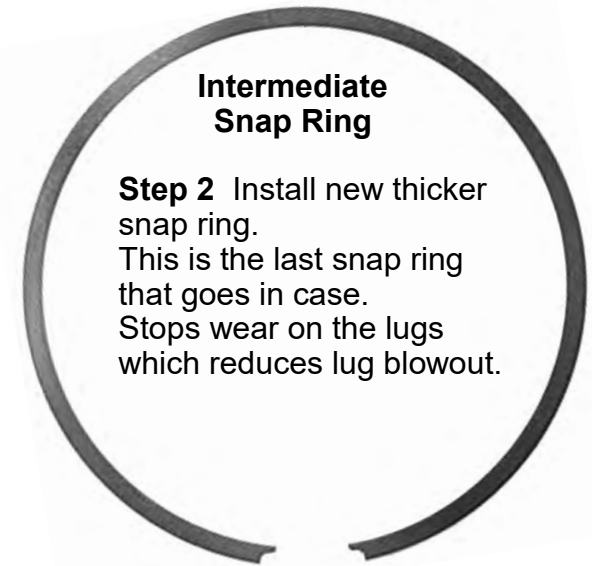 Intermediate
Snap Ring
Step 2 Install new thicker
snap ring.
This is the last snap ring
that goes in case.
Stops wear on the lugs
which reduces lug blowout.